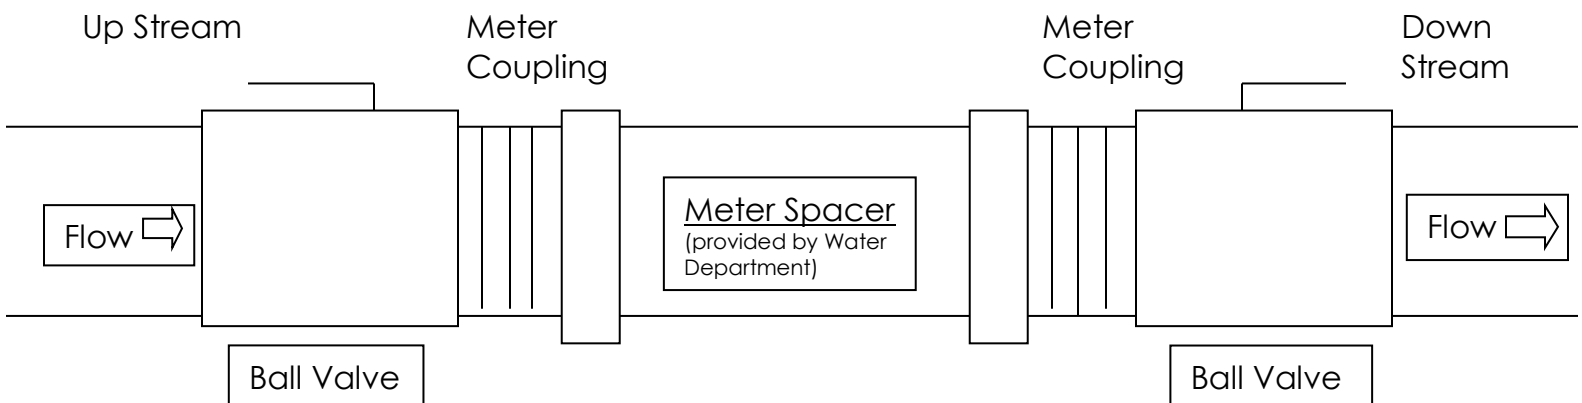 Up Stream
Meter
Coupling
Meter
Coupling
Down
Stream
Flow
Meter Spacer
(provided by Water
Department)
Flow
Ball Valve
Ball Valve